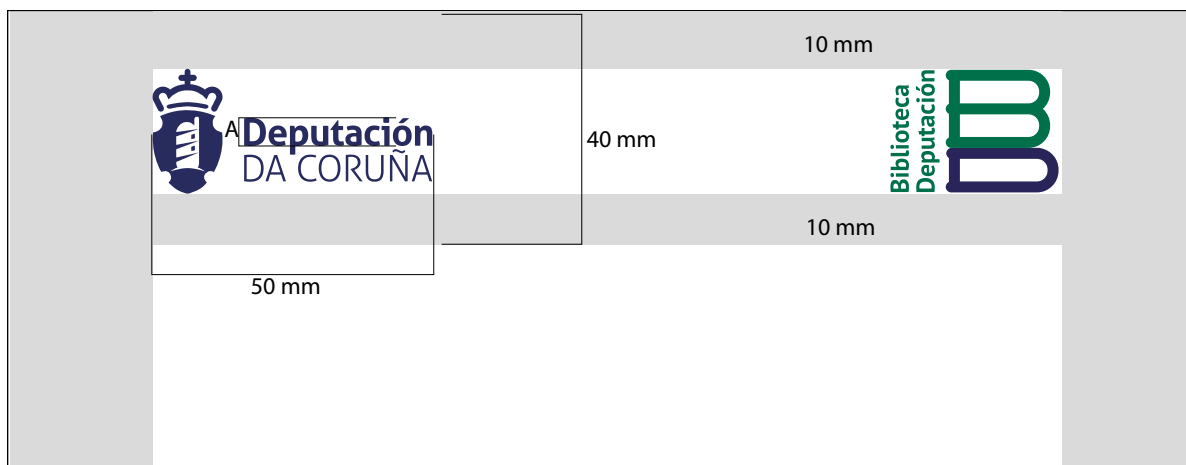 10 mm
A
Deputación
DA CORUÑA
40 mm
Biblioteca
Deputación
10 mm
50 mm